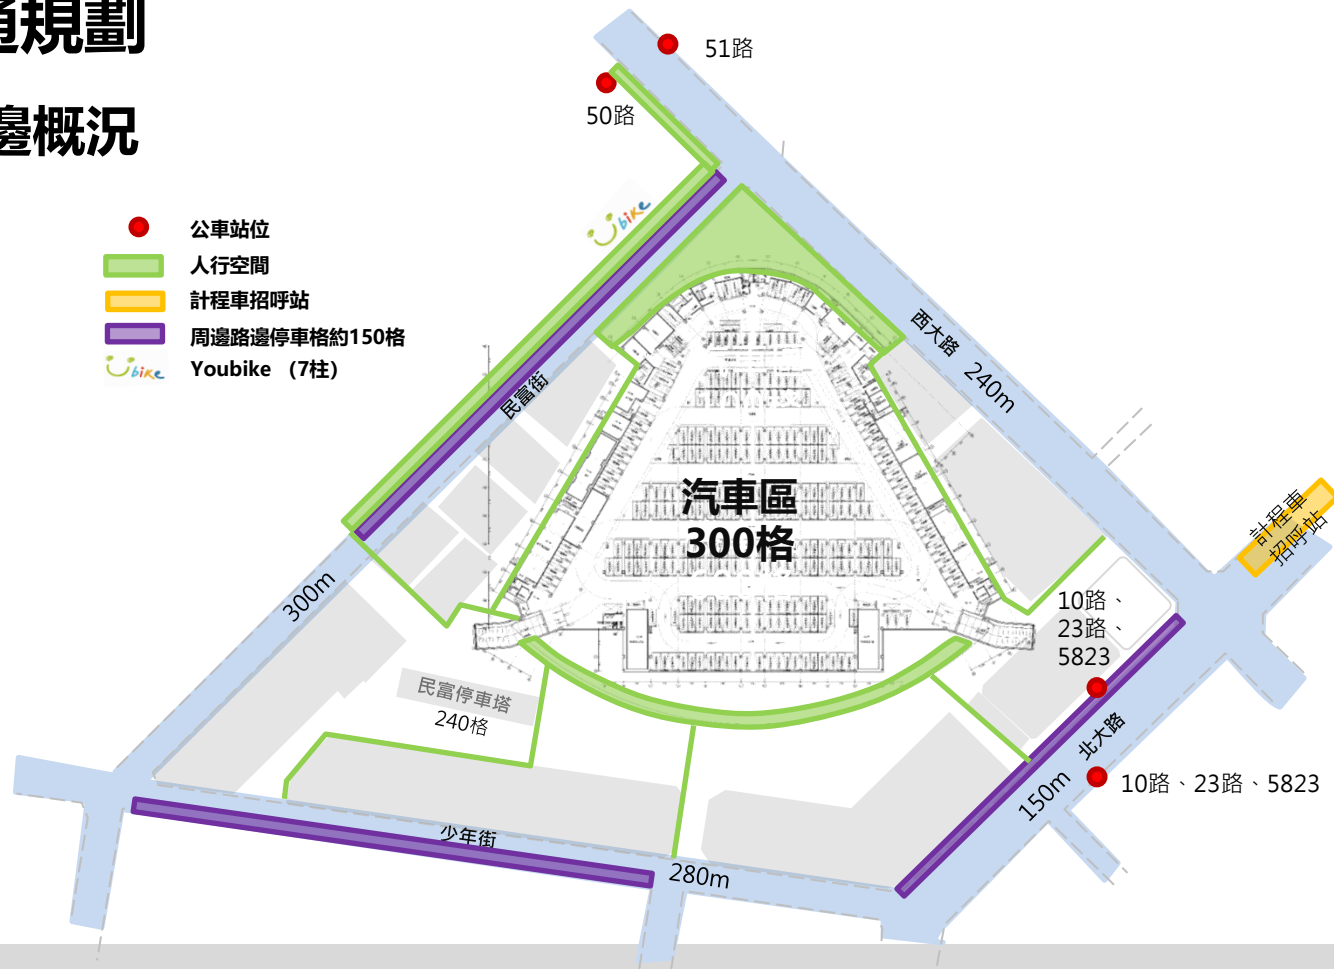 通規劃
邊概況
51路
50路
Ubike
公車站位
人行空間
計程車招呼站
周邊路邊停車格約150格
Ubike
Youbike （7柱）
西大路
240m
民富街
汽車區
300格
計程車
招呼站
300m
10路、
23路、
5823
民富停車塔
240格
北大路
150m
10路、23路、5823
少年街
280m